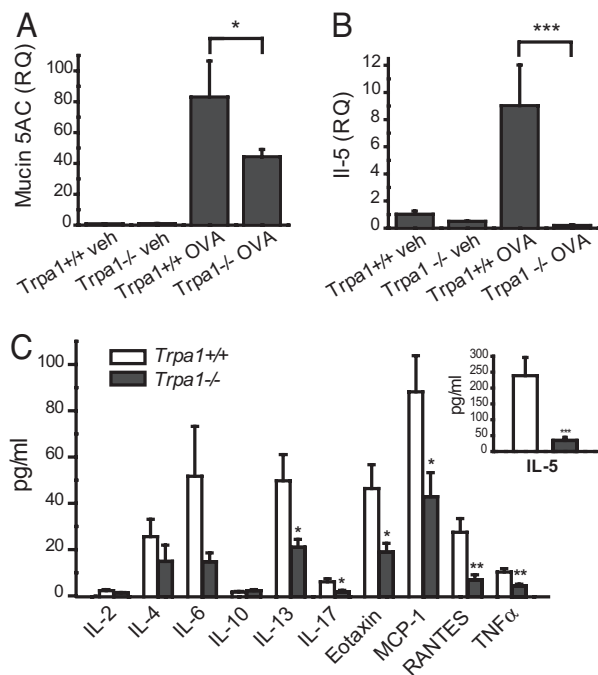 A
*
Mucin 5AC (RQ)
100
80
60
40
20
0
Trpa1+/+ veh
Trpa1-/- veh
Trpa1+/+ OVA
Trpa1-/- OVA
B
***
Il-5 (RQ)
12
10
8
6
4
2
0
Trpa1+/+ veh
Trpa1 -/- veh
Trpa1+/+ OVA
Trpa1 -/- OVA
C
Trpa1+/+
Trpa1-/-
pg/ml
100
80
60
40
20
0
* * * * ** **
IL-2
IL-4
IL-6
IL-10
IL-13
IL-17
Eotaxin
MCP-1
RANTES
TNFα
pg/ml
300
250
200
150
100
50
0
***
IL-5